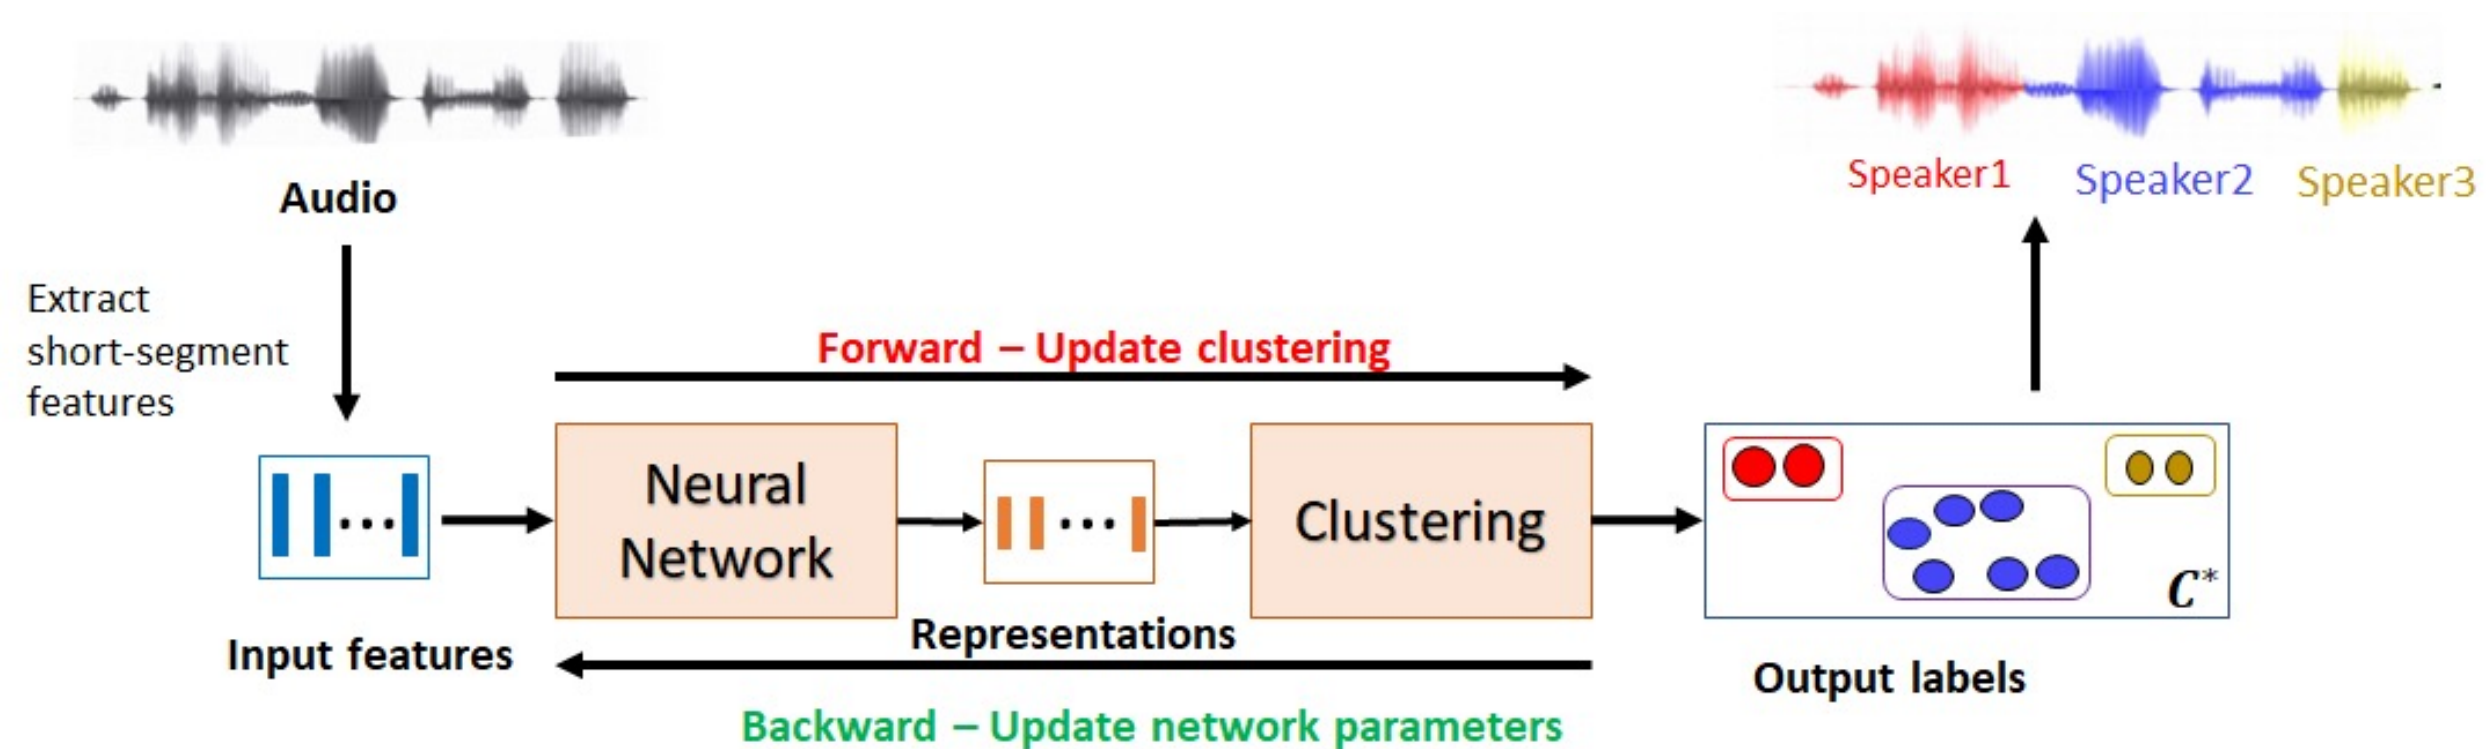 Audio
Speaker1 Speaker2 Speaker3
Extract
short-segment
features
Forward – Update clustering
Neural
Network
Clustering
C*
Input features
Representations
Output labels
Backward – Update network parameters